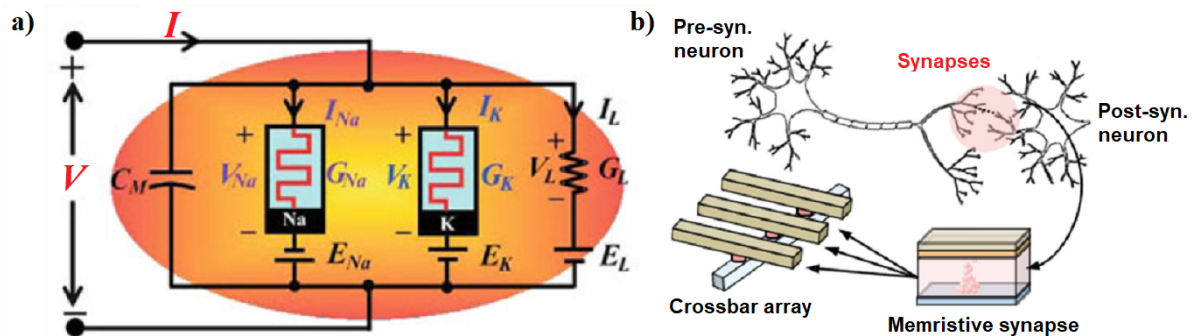 a)
I
+
V
−
C_M
I_Na
+
V_Na
G_Na
−
Na
E_Na
I_K
+
V_K
G_K
−
K
E_K
I_L
+
V_L
G_L
−
E_L
b)
Pre-syn.
neuron
Synapses
Post-syn.
neuron
Crossbar array
Memristive synapse